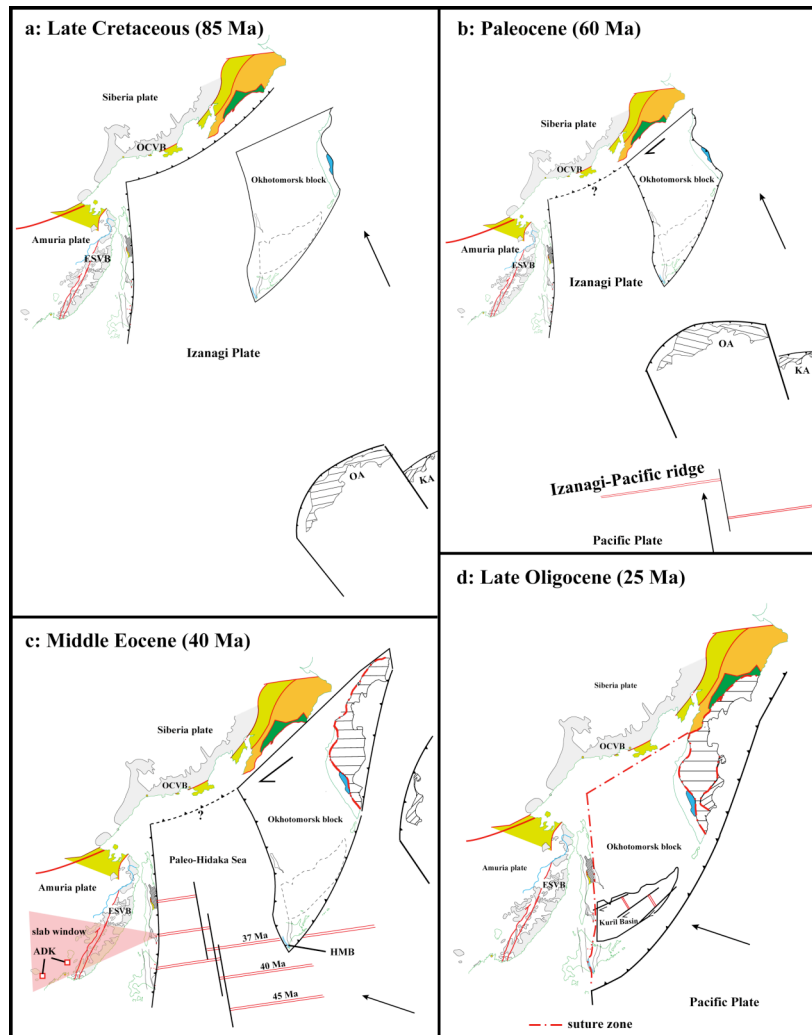 a: Late Cretaceous (85 Ma)
Siberia plate
OCVB
Okhotomorsk block
Amuria plate
ESVB
Izanagi Plate
OA
KA
b: Paleocene (60 Ma)
Siberia plate
OCVB
Okhotomorsk block
?
Amuria plate
ESVB
Izanagi Plate
OA
KA
Izanagi-Pacific ridge
Pacific Plate
c: Middle Eocene (40 Ma)
Siberia plate
OCVB
?
Okhotomorsk block
Paleo-Hidaka Sea
Amuria plate
ESVB
slab window
ADK
37 Ma
HMB
40 Ma
45 Ma
d: Late Oligocene (25 Ma)
Siberia plate
OCVB
Okhotomorsk block
Amuria plate
ESVB
Kuril Basin
Pacific Plate
suture zone